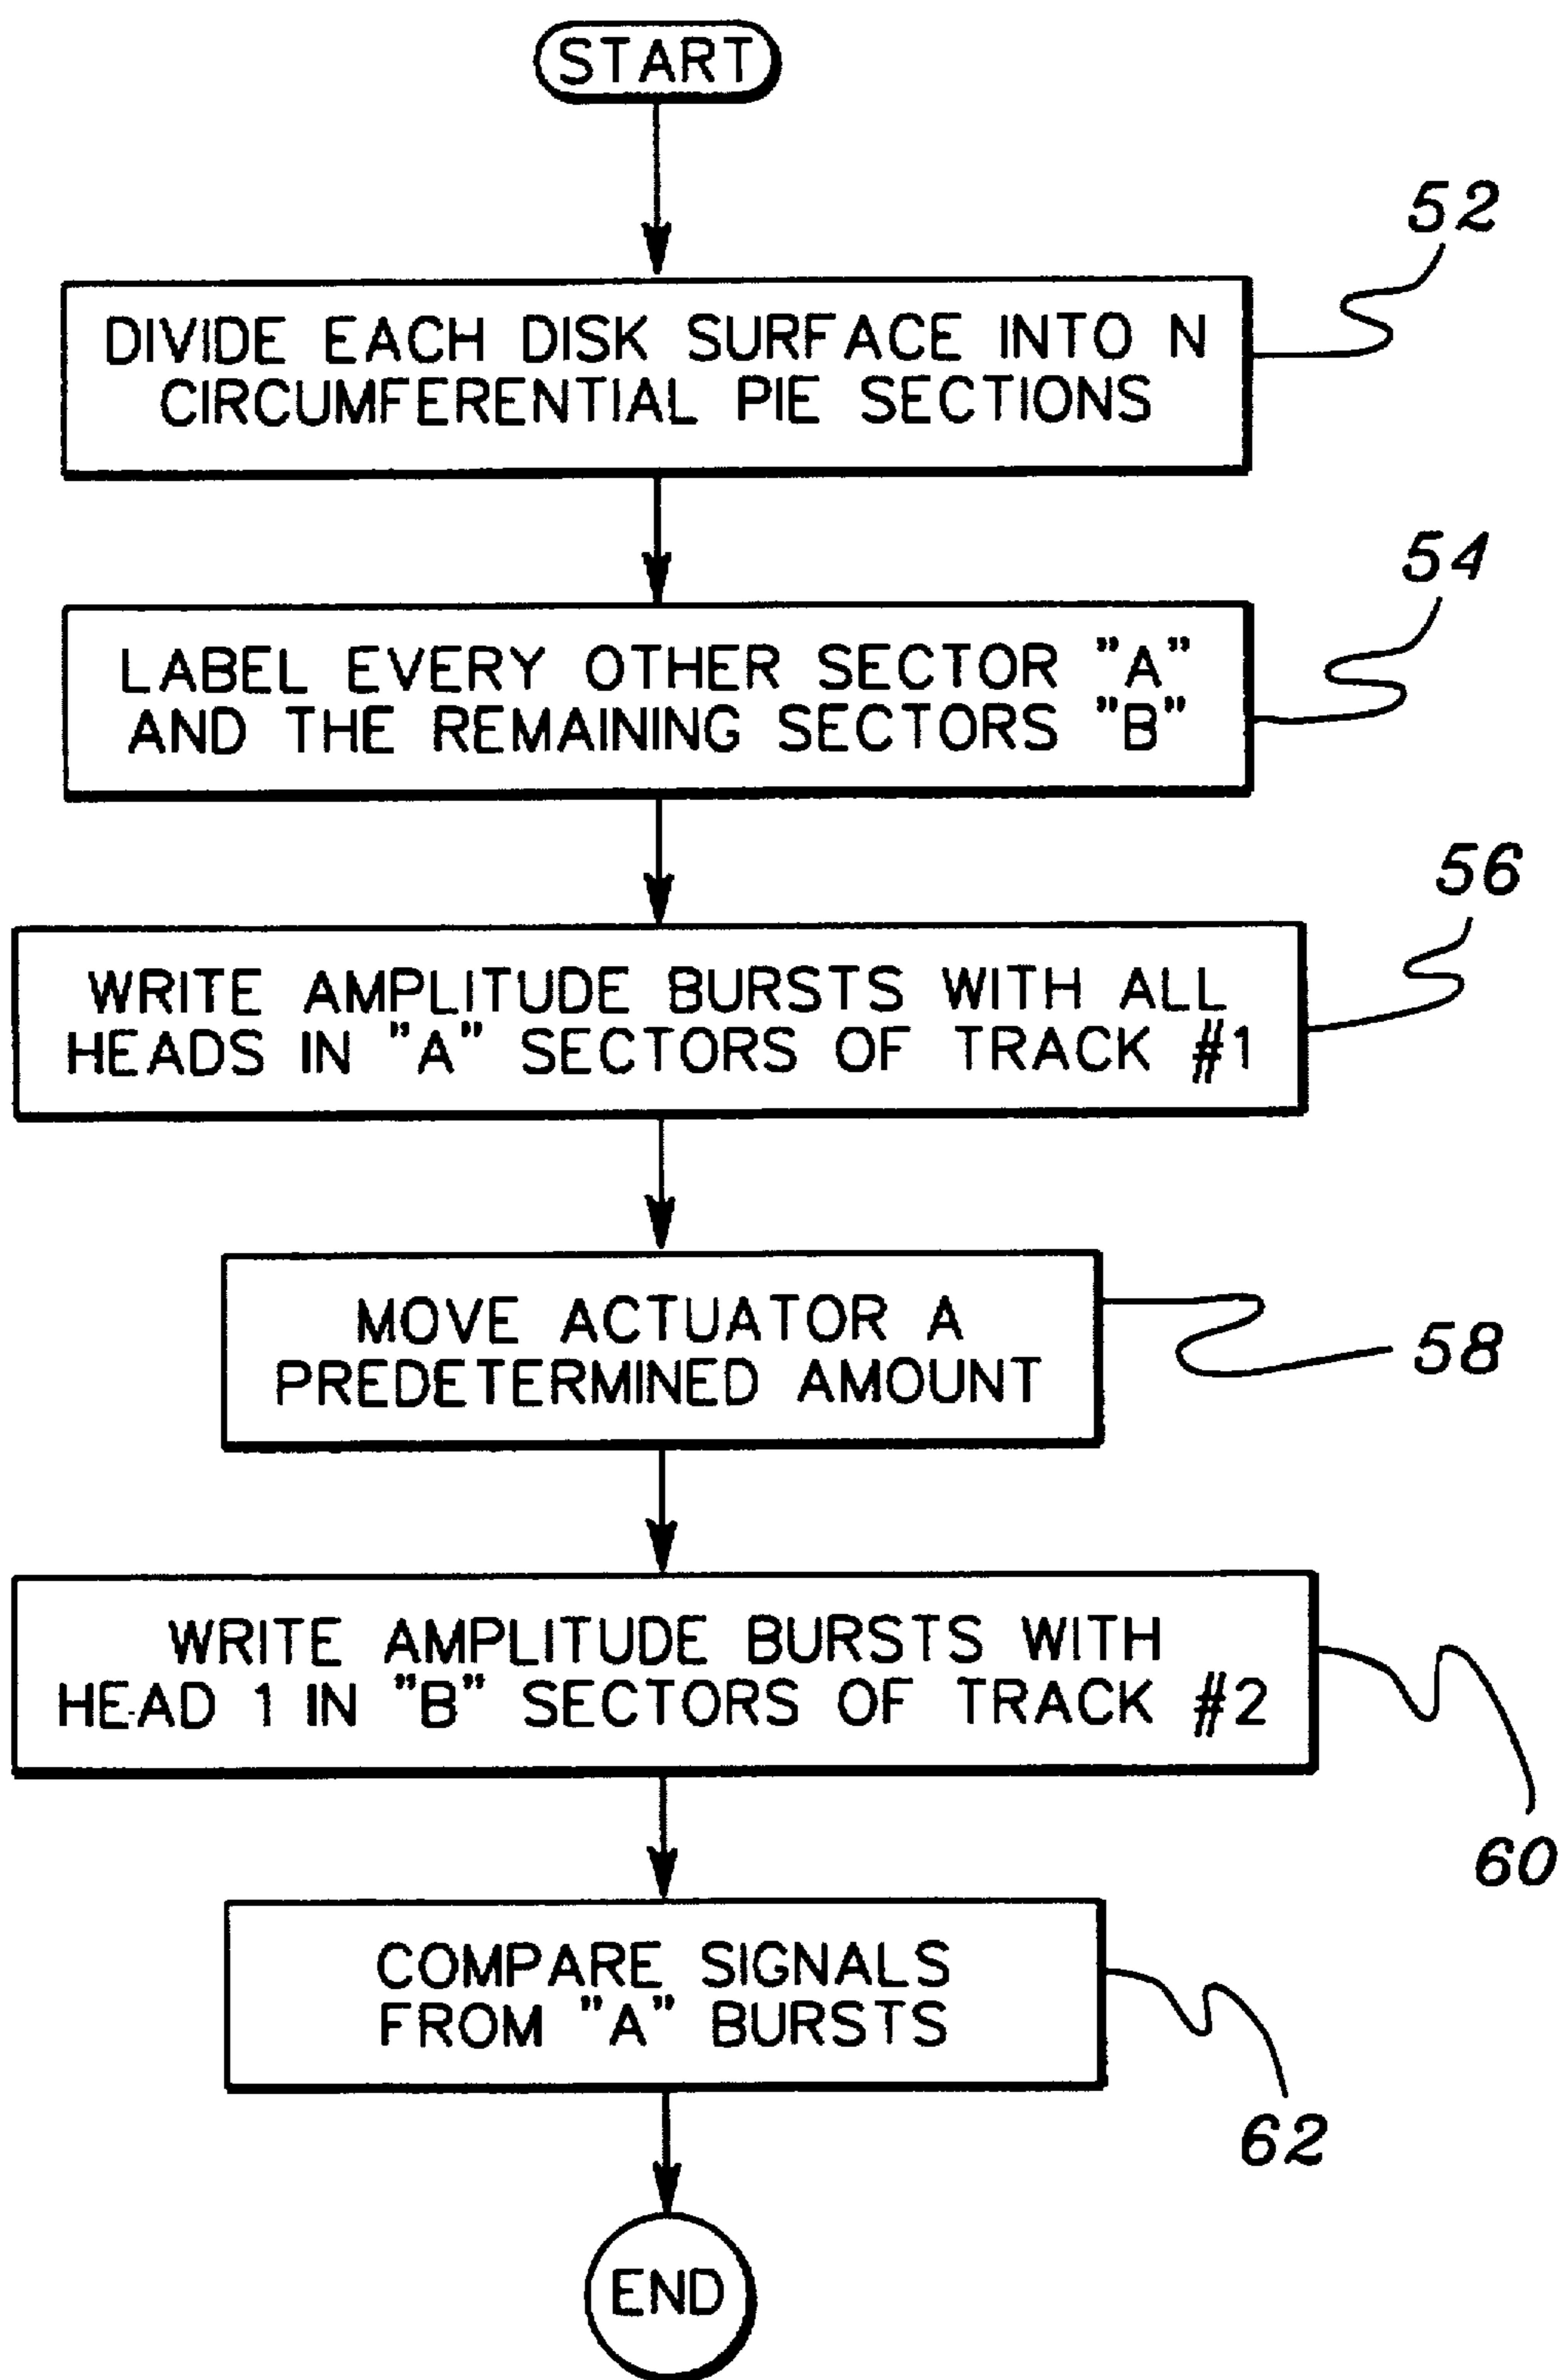 START
52
DIVIDE EACH DISK SURFACE INTO N
CIRCUMFERENTIAL PIE SECTIONS
54
LABEL EVERY OTHER SECTOR "A"
AND THE REMAINING SECTORS "B"
56
WRITE AMPLITUDE BURSTS WITH ALL
HEADS IN "A" SECTORS OF TRACK #1
MOVE ACTUATOR A
PREDETERMINED AMOUNT
58
WRITE AMPLITUDE BURSTS WITH
HEAD 1 IN "B" SECTORS OF TRACK #2
60
COMPARE SIGNALS
FROM "A" BURSTS
62
END